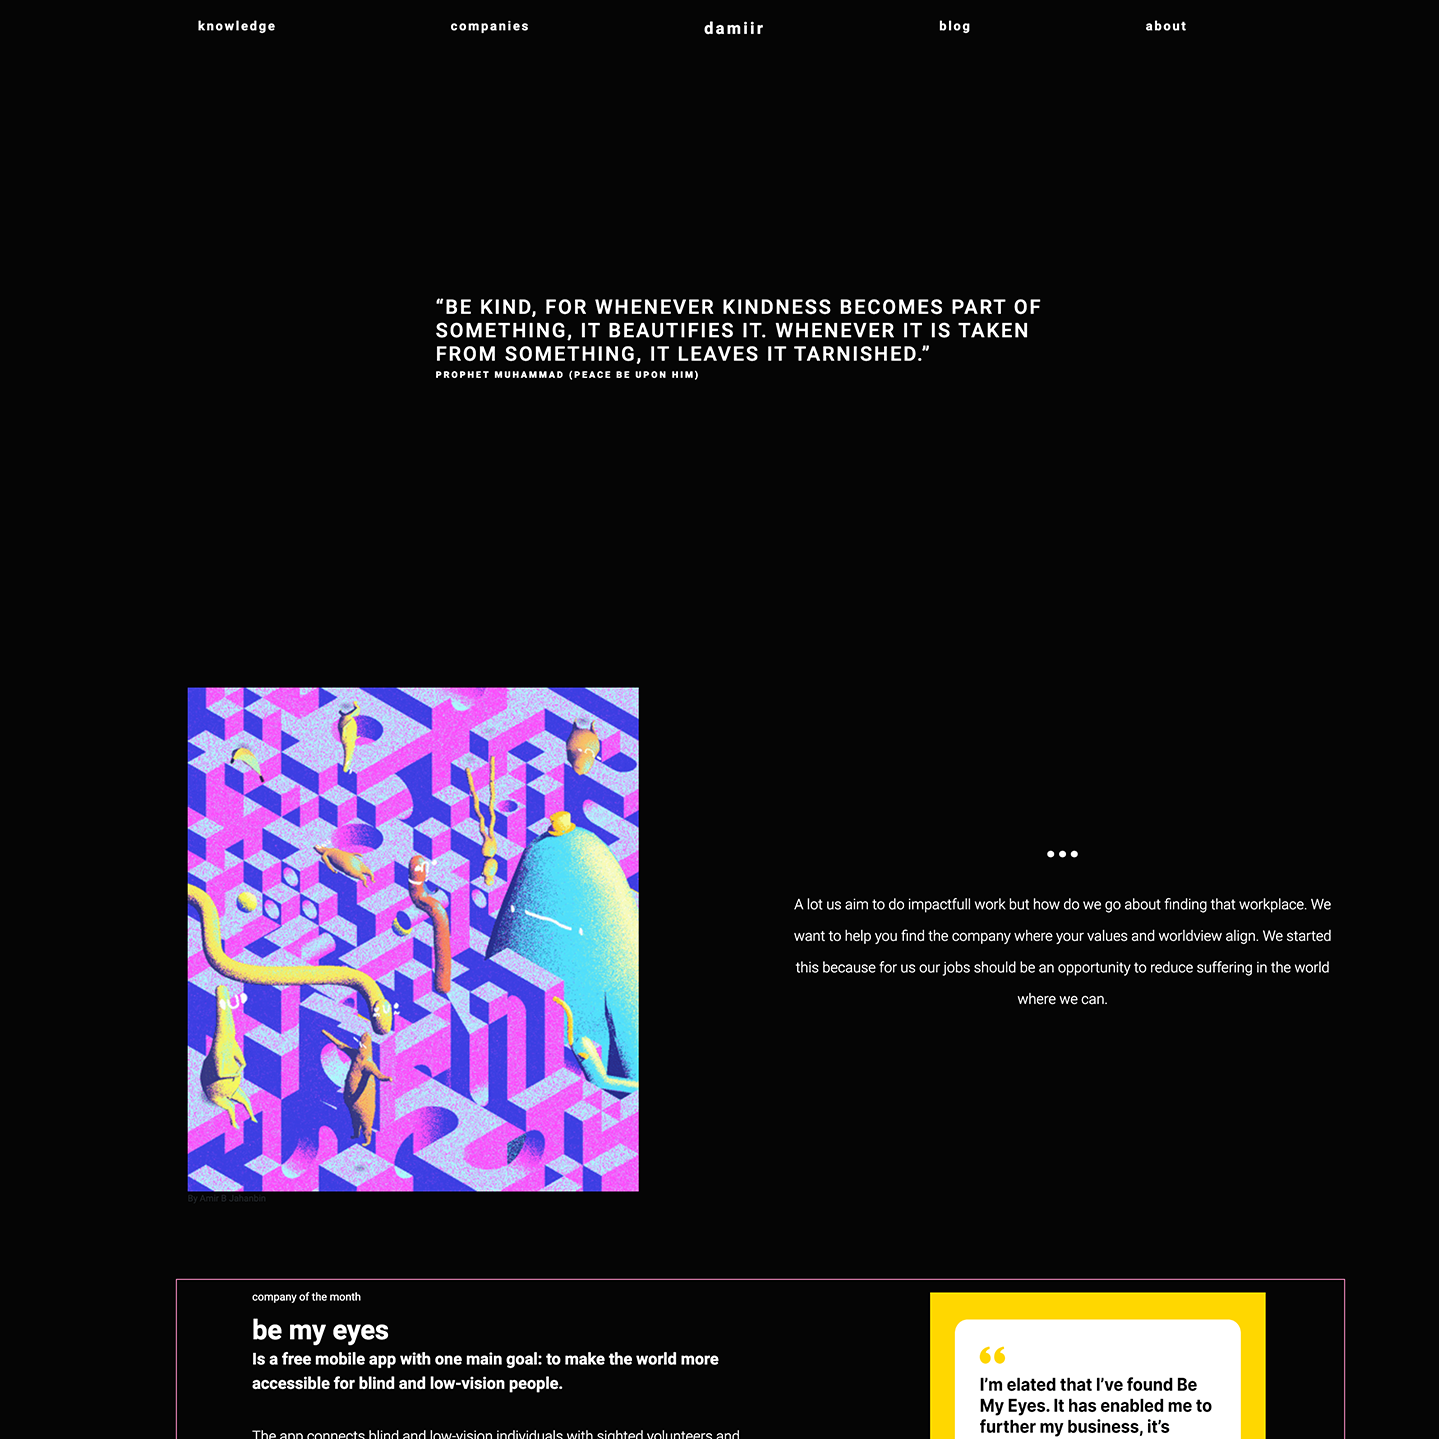 knowledge
companies
damiir
blog
about
“BE KIND, FOR WHENEVER KINDNESS BECOMES PART OF
SOMETHING, IT BEAUTIFIES IT. WHENEVER IT IS TAKEN
FROM SOMETHING, IT LEAVES IT TARNISHED.”
PROPHET MUHAMMAD (PEACE BE UPON HIM)
A lot us aim to do impactfull work but how do we go about finding that workplace. We
want to help you find the company where your values and worldview align. We started
this because for us our jobs should be an opportunity to reduce suffering in the world
where we can.
By Amir B Jahanbin
company of the month
be my eyes
Is a free mobile app with one main goal: to make the world more
accessible for blind and low-vision people.
The app connects blind and low-vision individuals with sighted volunteers and
“
I’m elated that I’ve found Be
My Eyes. It has enabled me to
further my business, it’s